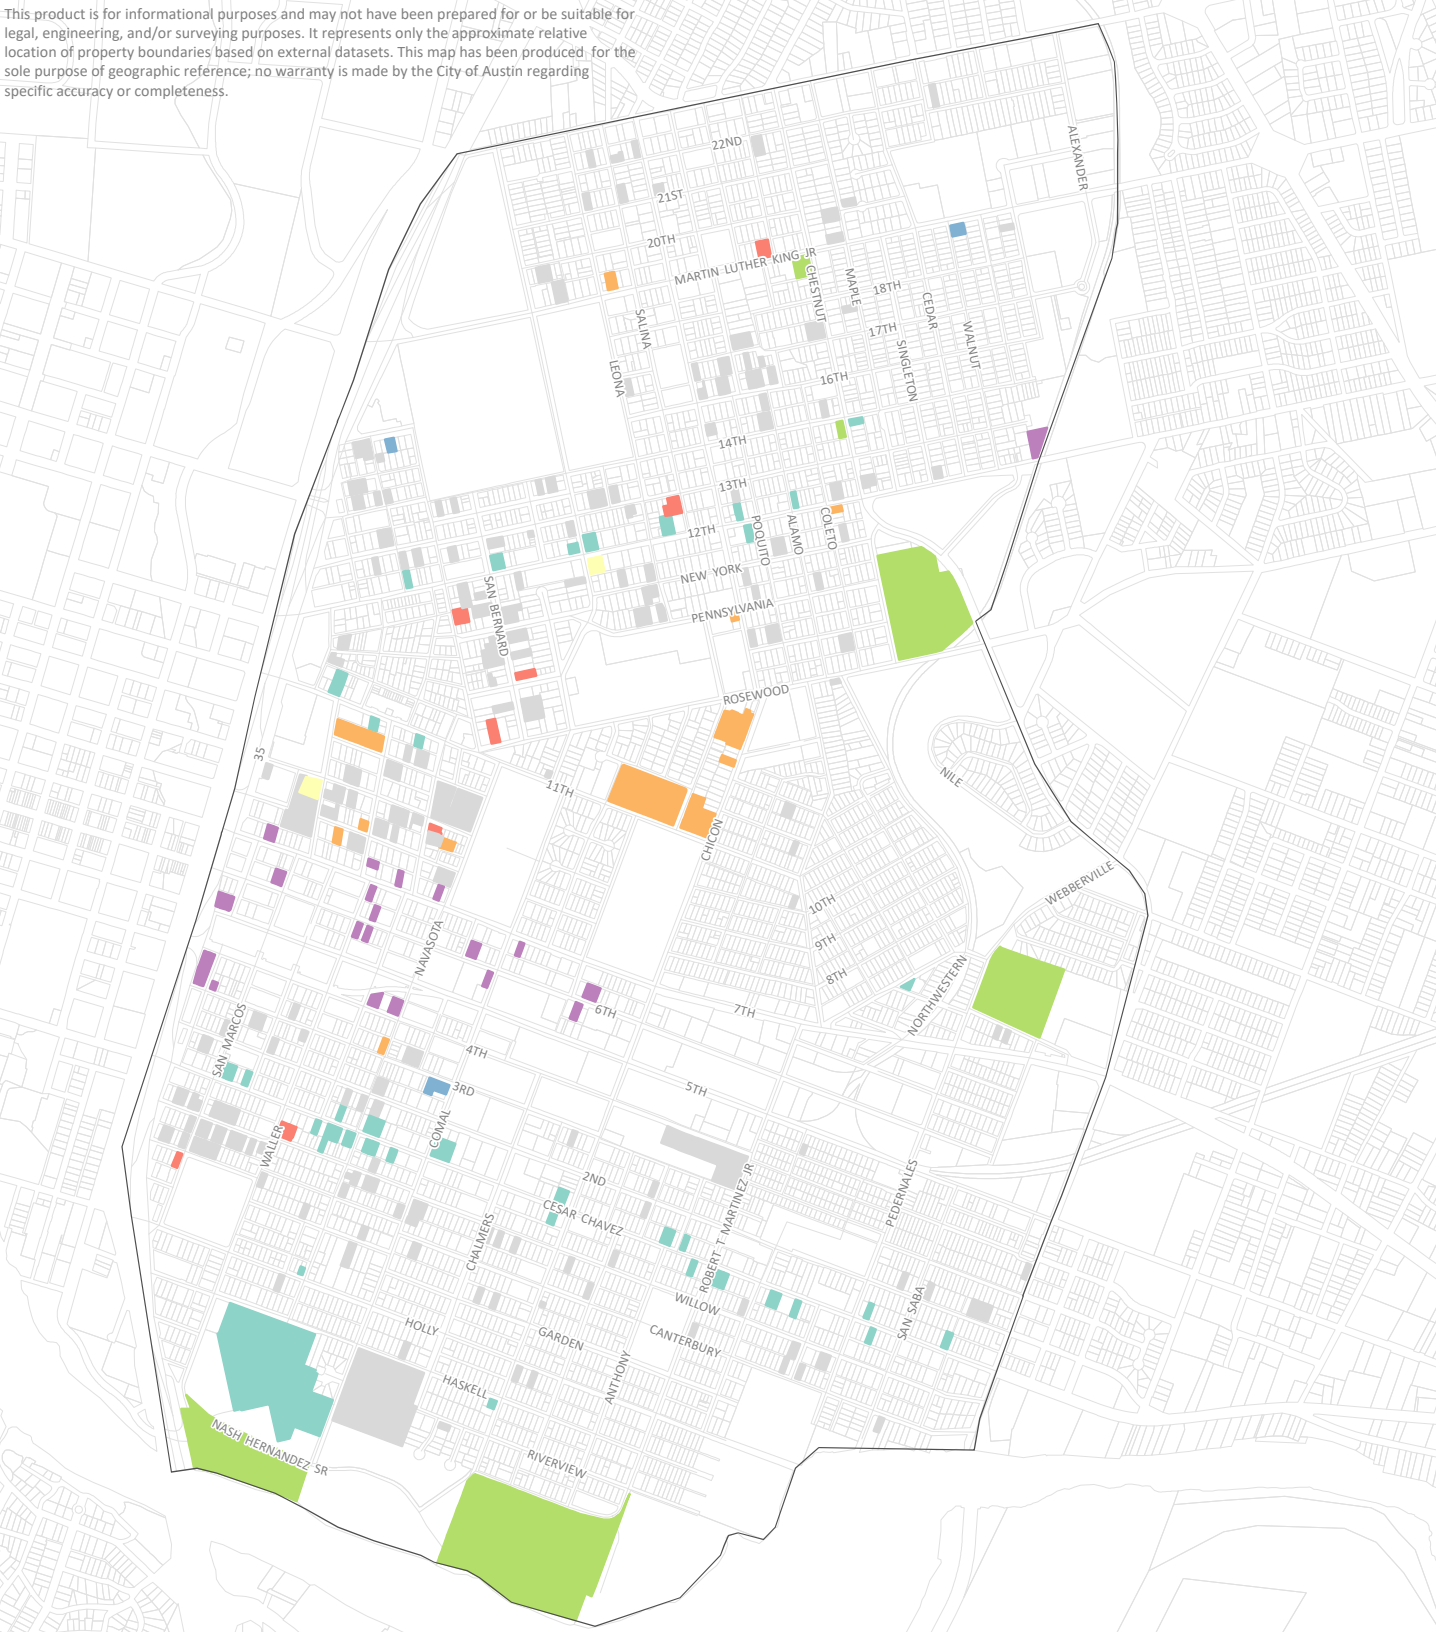 This product is for informational purposes and may not have been prepared for or be suitable for
legal, engineering, and/or surveying purposes. It represents only the approximate relative
location of property boundaries based on external datasets. This map has been produced for the
sole purpose of geographic reference; no warranty is made by the City of Austin regarding
specific accuracy or completeness.
22ND
ALEXANDER
21ST
20TH
MARTIN LUTHER KING JR
CHESTNUT
MAPLE
18TH
CEDAR
SALINA
17TH
WALNUT
SINGLETON
LEONA
16TH
14TH
13TH
12TH
POQUITO
ALAMO
COLETO
NEW YORK
SAN BERNARD
PENNSYLVANIA
ROSEWOOD
35
NILE
11TH
CHICON
WEBBERVILLE
10TH
9TH
NAVASOTA
8TH
NORTHWESTERN
6TH
7TH
SAN MARCOS
4TH
3RD
5TH
COMAL
WALLER
2ND
PEDERNALES
CESAR CHAVEZ
ROBERT T MARTINEZ JR
CHALMERS
WILLOW
SAN SABA
HOLLY
GARDEN
CANTERBURY
ANTHONY
HASKELL
NASH HERNANDEZ SR
RIVERVIEW